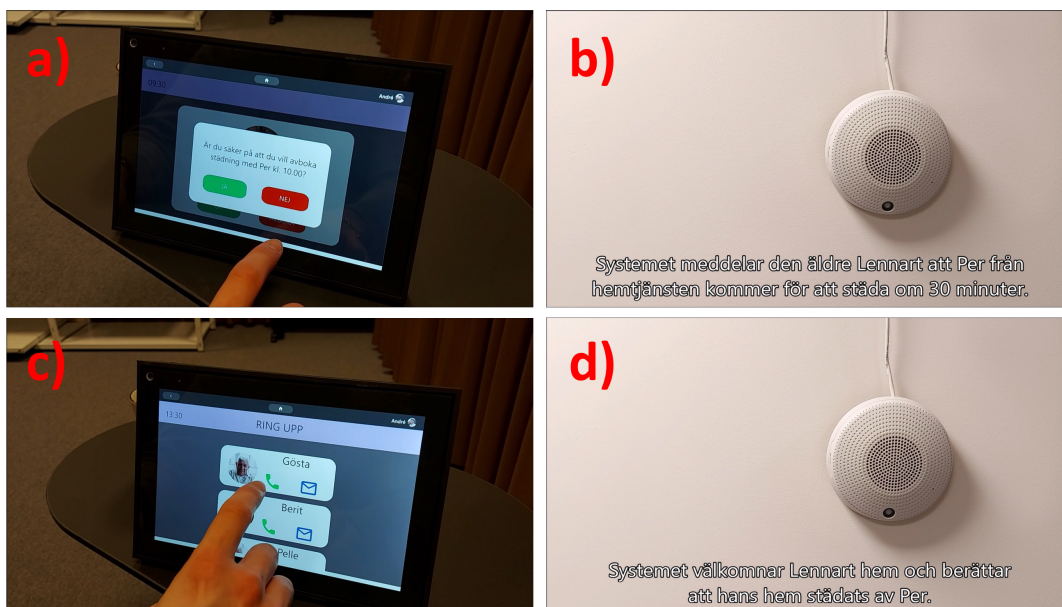 a)
09:30
André
Är du säker på att du vill avboka
städning med Per kl. 10.00?
JA
NEJ
b)
Systemet meddelar den äldre Lennart att Per från
hemtjänsten kommer för att städa om 30 minuter.
c)
13:30
André
RING UPP
Gösta
Berit
Pelle
d)
Systemet välkomnar Lennart hem och berättar
att hans hem städats av Per.